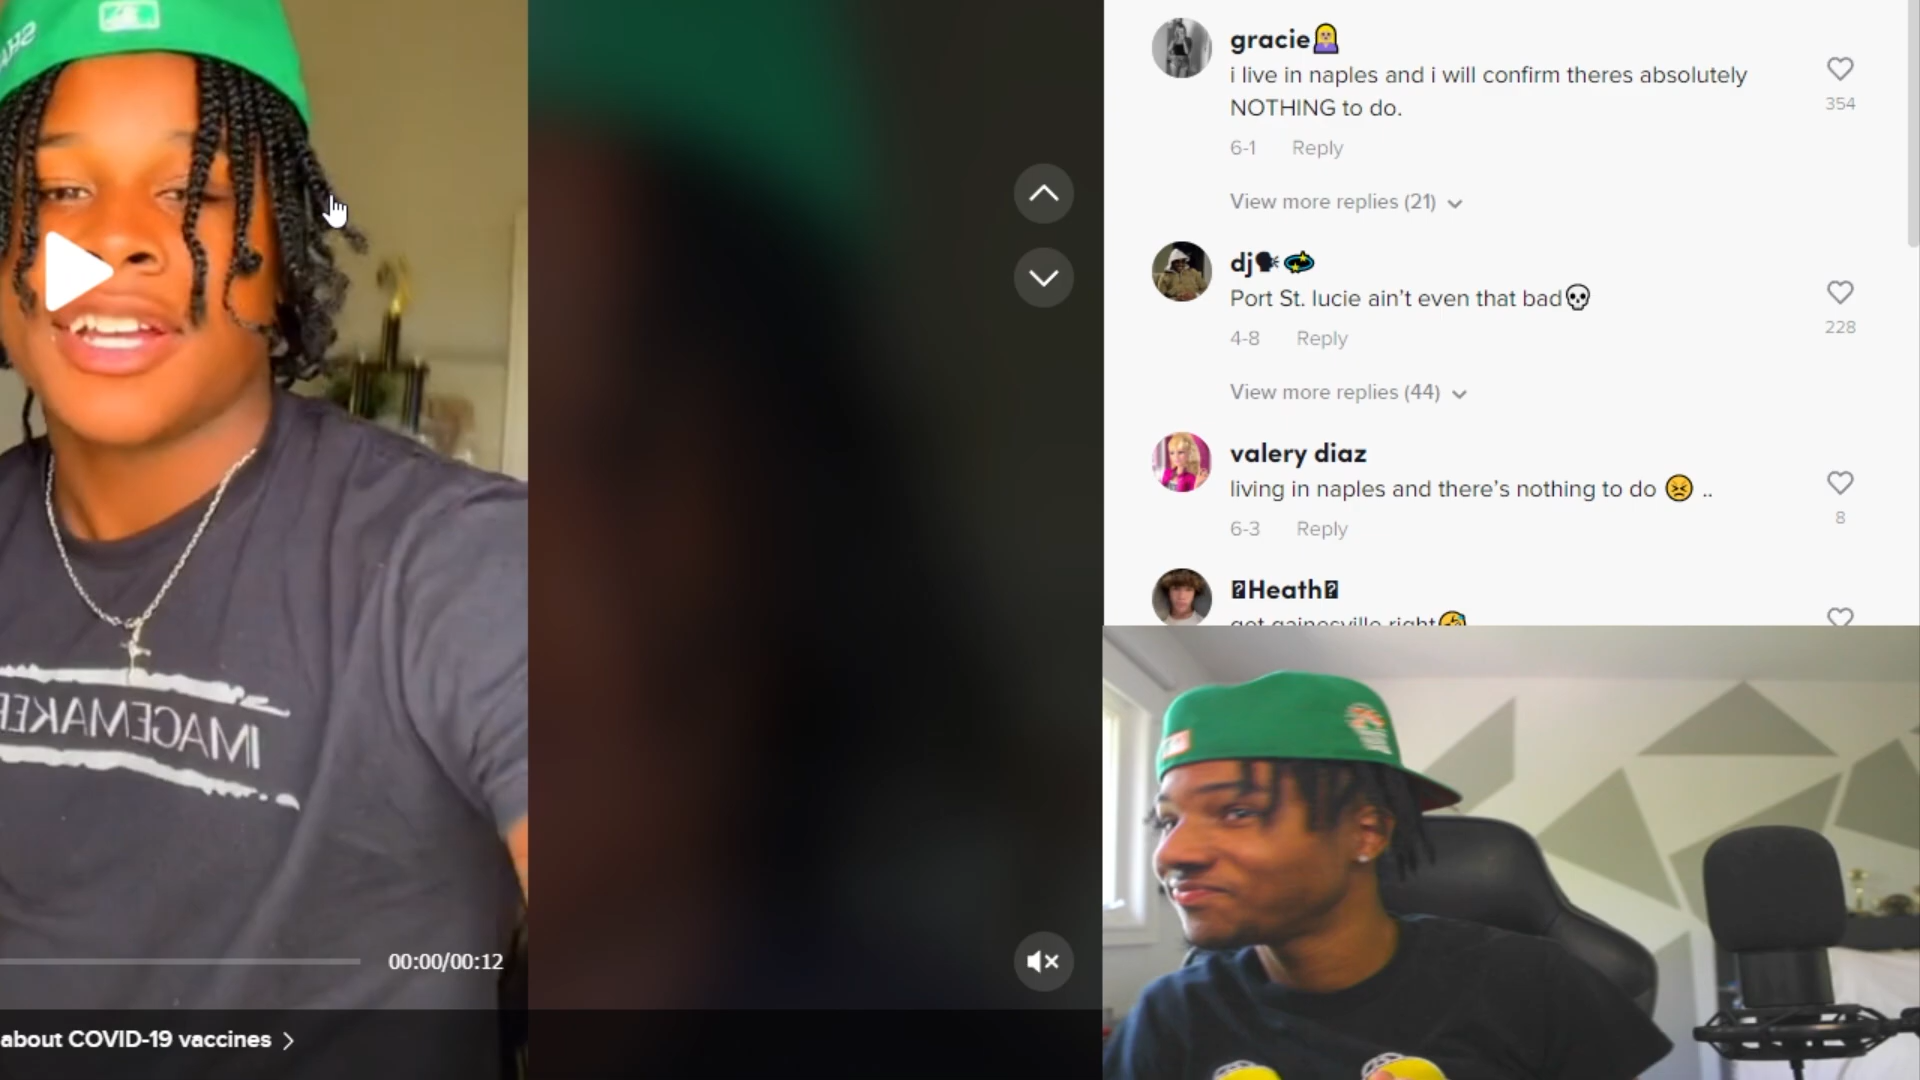 gracie🙍‍♀️
i live in naples and i will confirm theres absolutely
NOTHING to do.
354
6-1 Reply
View more replies (21)
dj🗣💫
Port St. lucie ain’t even that bad💀
228
4-8 Reply
View more replies (44)
valery diaz
living in naples and there’s nothing to do 😣 ..
8
6-3 Reply
Heath
got gainesville right
IMAGEMAKER
00:00/00:12
about COVID-19 vaccines